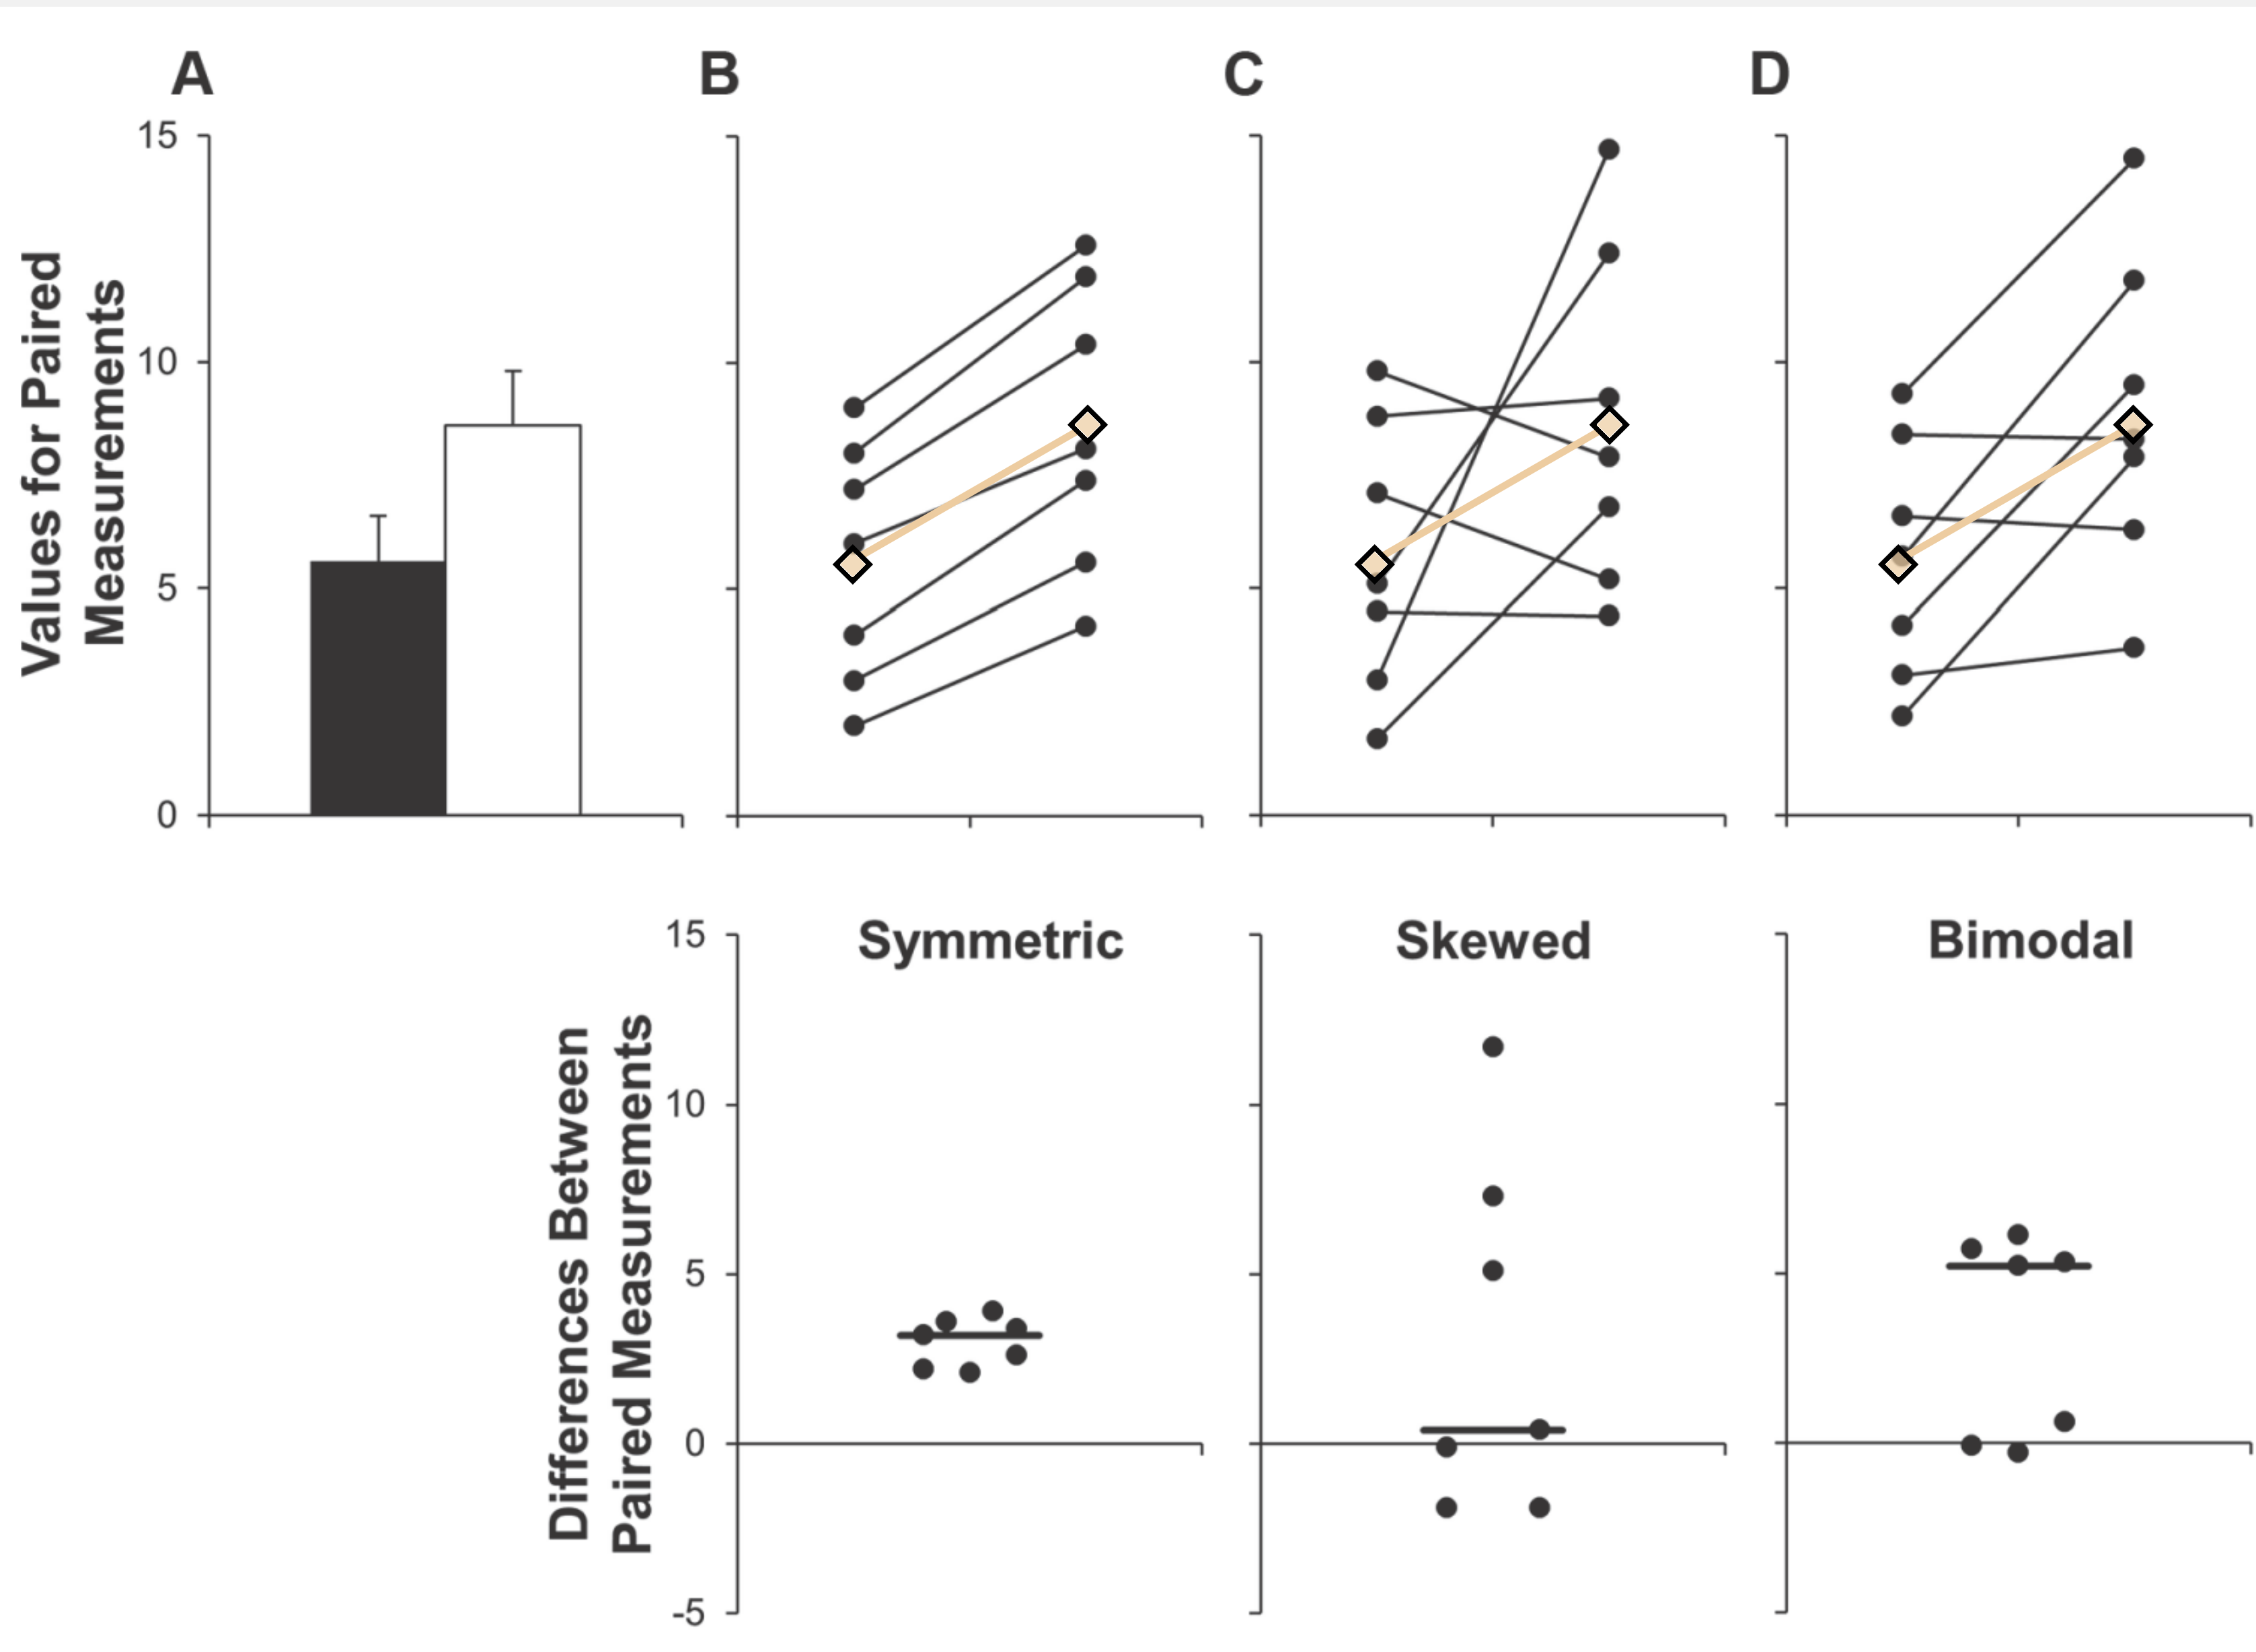 A
B
C
D
15
10
5
0
Values for Paired
Measurements
Symmetric
Skewed
Bimodal
15
10
5
0
-5
Differences Between
Paired Measurements